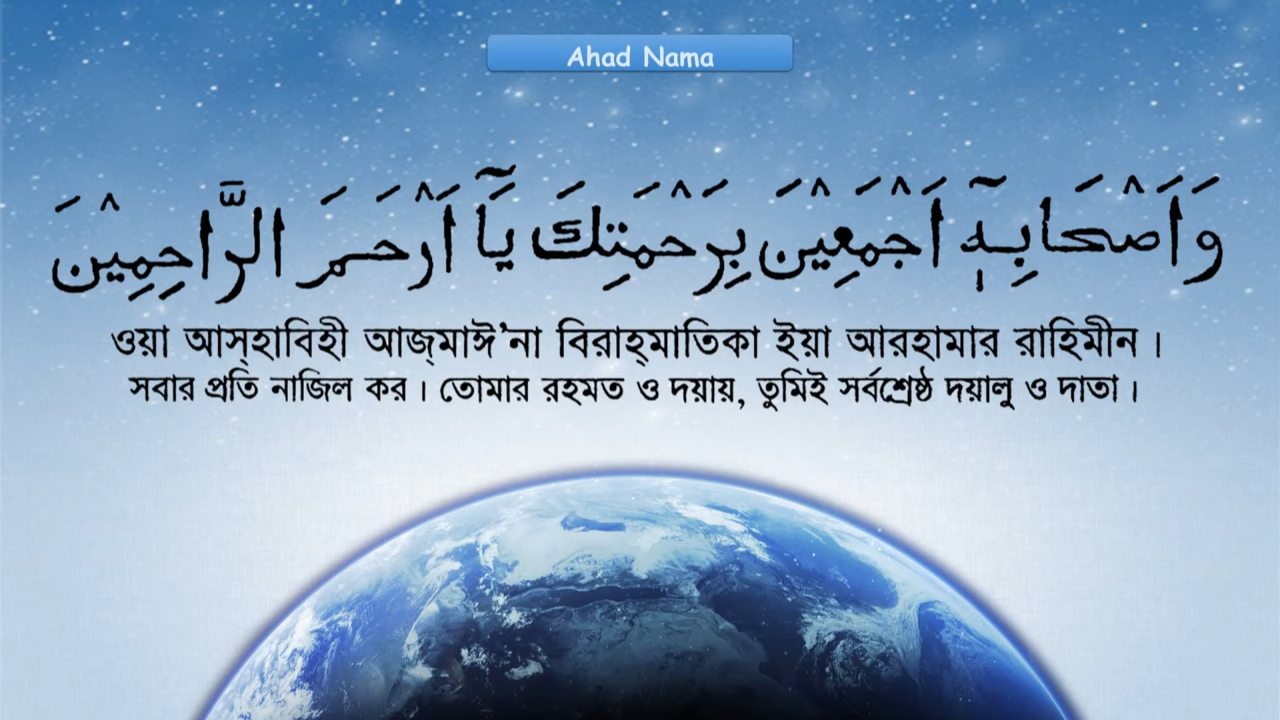 Ahad Nama
وَاَصْحَابِہٖۤ اَجْمَعِیْنَ بِرَحْمَتِكَ یَاۤ اَرْحَمَ الرَّاحِمِیْنَ
ওয়া আস্‌হাবিহী আজ্‌মাঈ’না বিরাহ্‌মাতিকা ইয়া আরহামার রাহিমীন ।
সবার প্রতি নাজিল কর । তোমার রহমত ও দয়ায়, তুমিই সর্বশ্রেষ্ঠ দয়ালু ও দাতা ।